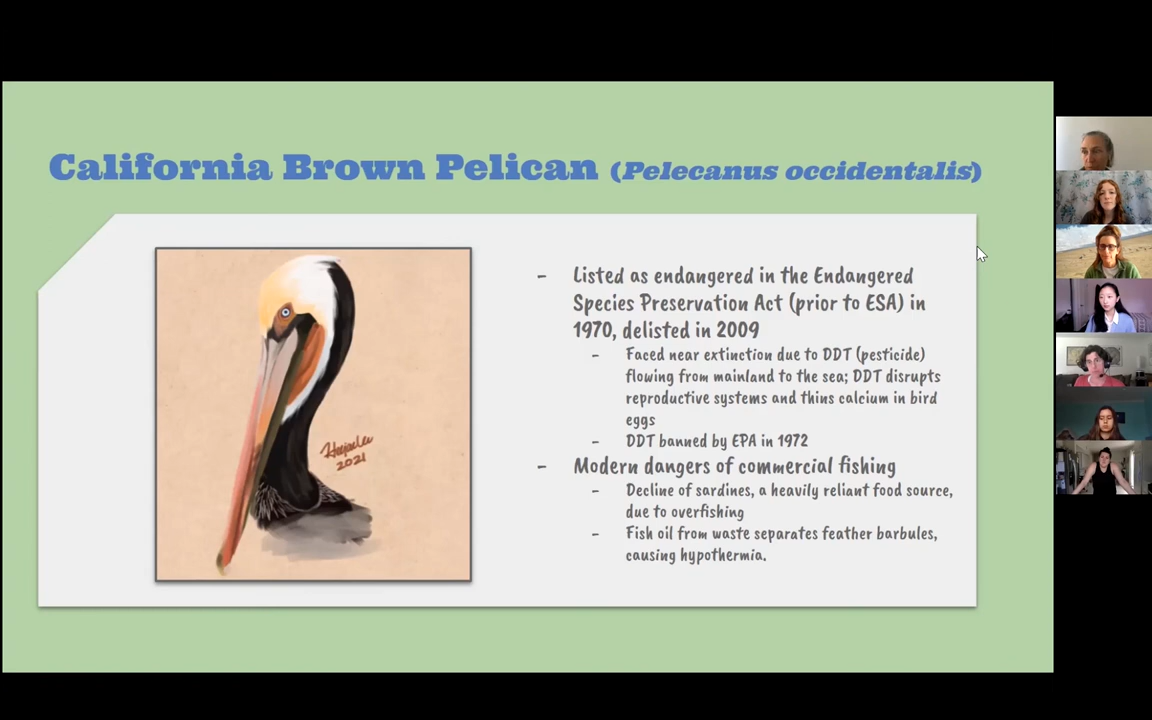 California Brown Pelican (Pelecanus occidentalis)
- Listed as endangered in the Endangered
Species Preservation Act (prior to ESA) in
1970, delisted in 2009
- Faced near extinction due to DDT (pesticide)
flowing from mainland to the sea; DDT disrupts
reproductive systems and thins calcium in bird
eggs
- DDT banned by EPA in 1972
- Modern dangers of commercial fishing
- Decline of sardines, a heavily reliant food source,
due to overfishing
- Fish oil from waste separates feather barbules,
causing hypothermia.
2021